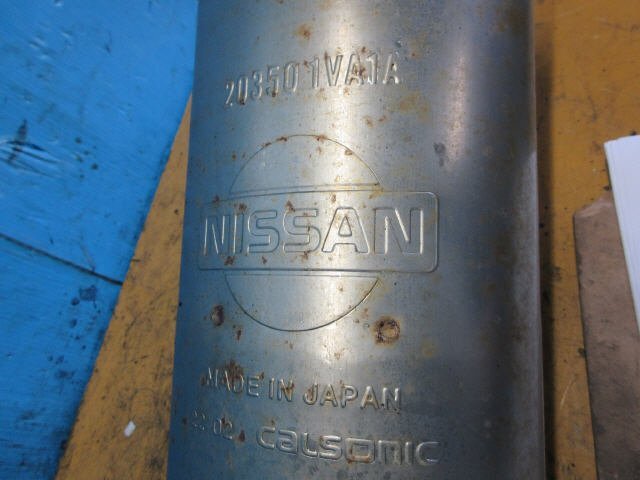 20350 1VA1A
NISSAN
MADE IN JAPAN
calsonic